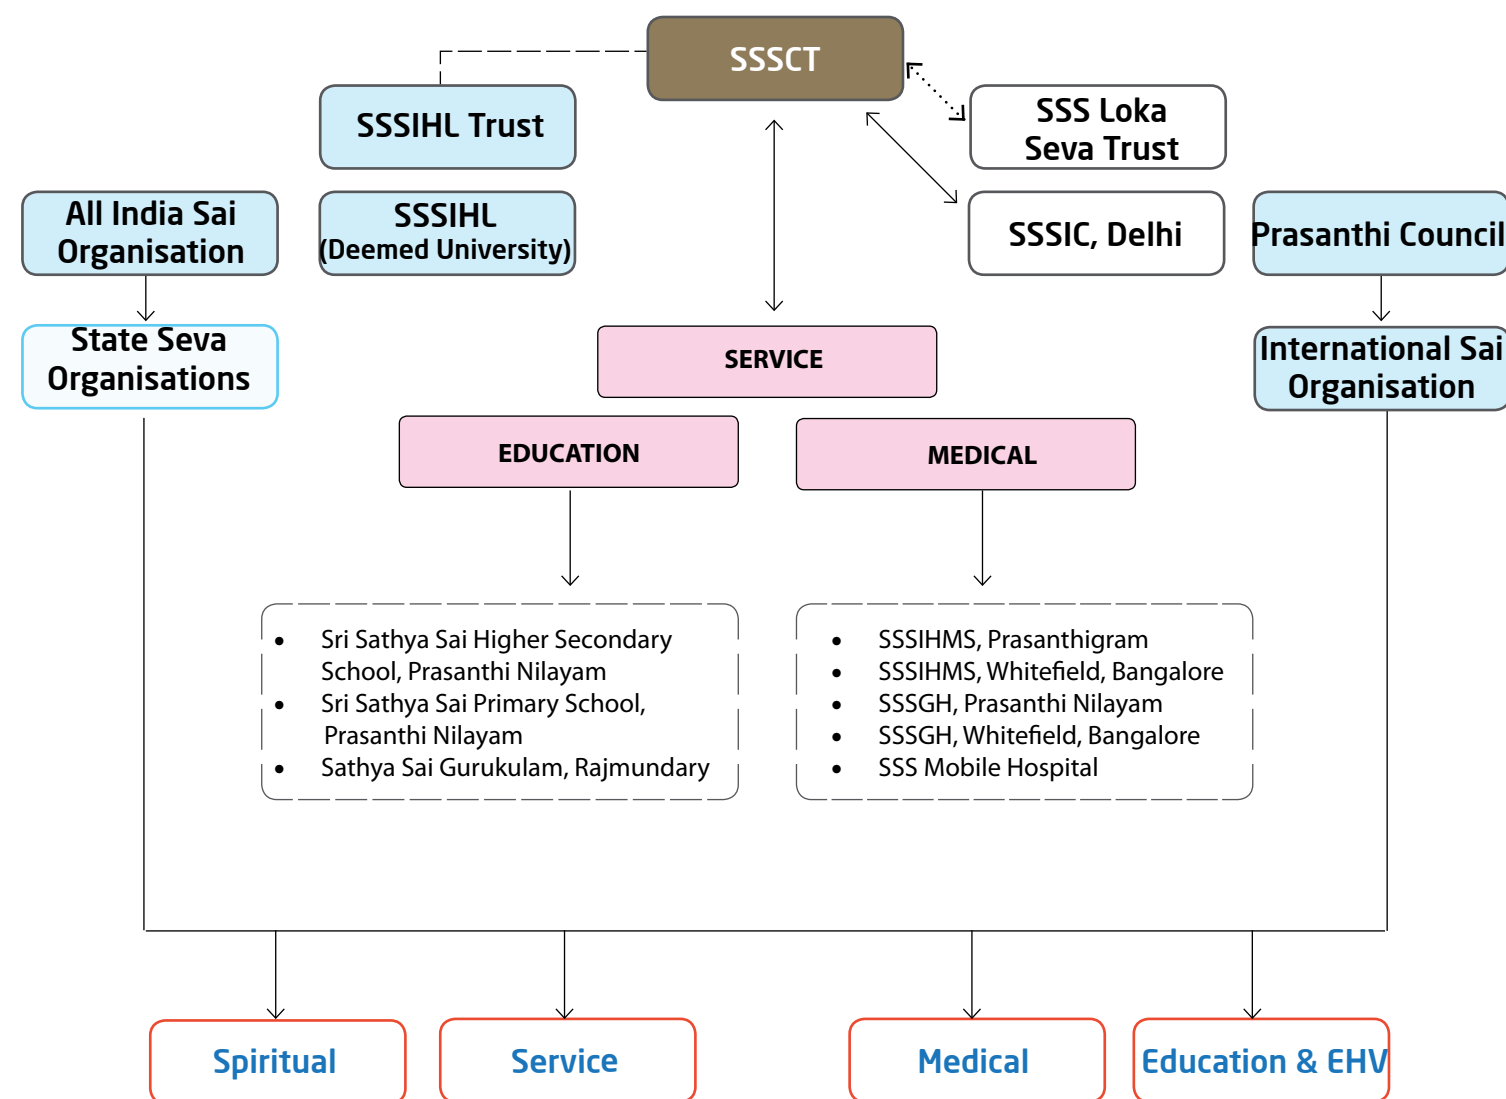 SSSCT
SSSIHL Trust
SSS Loka
Seva Trust
All India Sai
Organisation
SSSIHL
(Deemed University)
SSSIC, Delhi
Prasanthi Council
State Seva
Organisations
SERVICE
International Sai
Organisation
EDUCATION
MEDICAL
• Sri Sathya Sai Higher Secondary
School, Prasanthi Nilayam
• Sri Sathya Sai Primary School,
Prasanthi Nilayam
• Sathya Sai Gurukulam, Rajmundary
• SSSIHMS, Prasanthigram
• SSSIHMS, Whitefield, Bangalore
• SSSGH, Prasanthi Nilayam
• SSSGH, Whitefield, Bangalore
• SSS Mobile Hospital
Spiritual
Service
Medical
Education & EHV